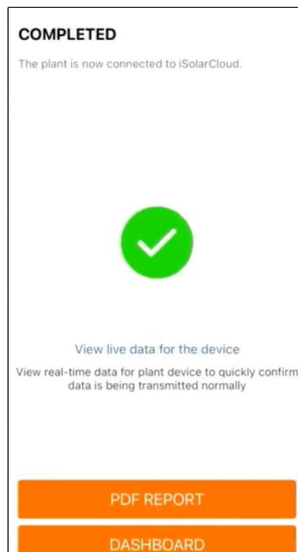 COMPLETED
The plant is now connected to iSolarCloud.
View live data for the device
View real-time data for plant device to quickly confirm
data is being transmitted normally
PDF REPORT
DASHBOARD